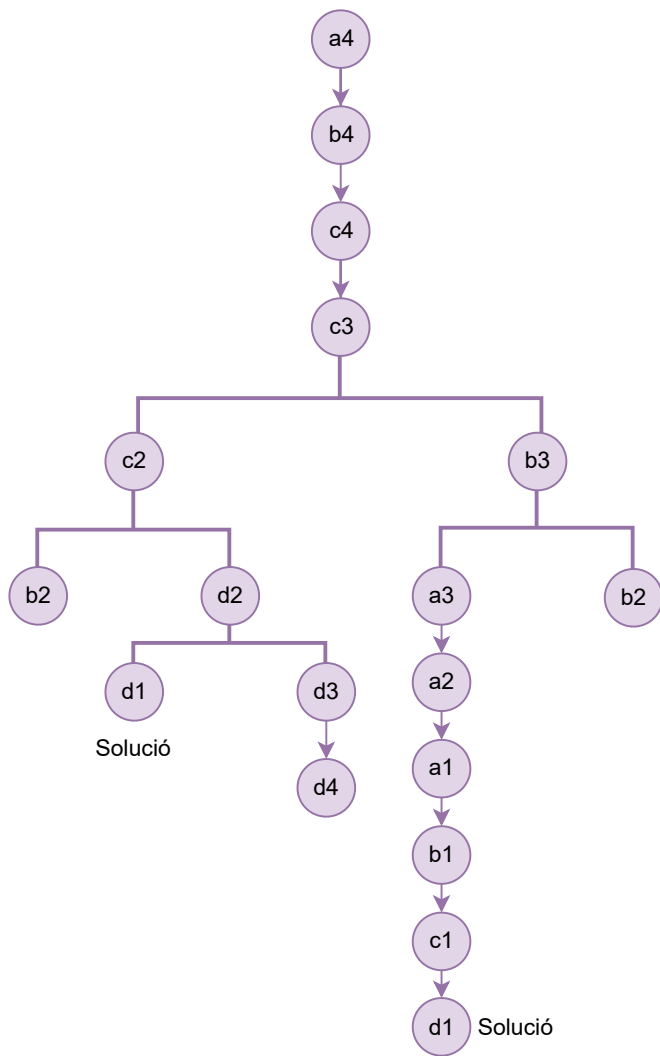 a4
b4
c4
c3
c2
b3
b2
d2
a3
b2
d1
d3
a2
Solució
a1
d4
b1
c1
d1 Solució